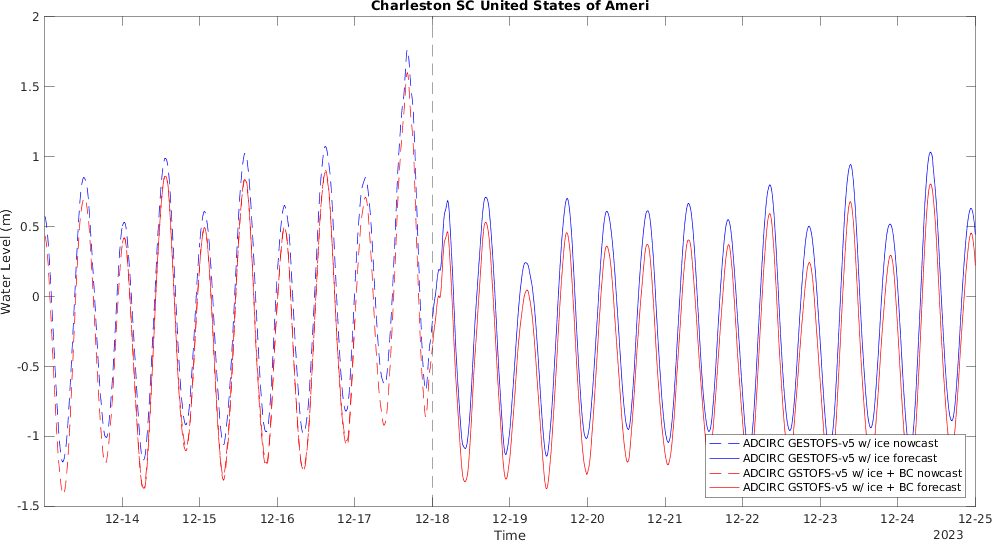 Charleston SC United States of Ameri
Water Level (m)
2
1.5
1
0.5
0
-0.5
-1
-1.5
ADCIRC GESTOFS-v5 w/ ice nowcast
ADCIRC GESTOFS-v5 w/ ice forecast
ADCIRC GSTOFS-v5 w/ ice + BC nowcast
ADCIRC GSTOFS-v5 w/ ice + BC forecast
12-14 12-15 12-16 12-17 12-18 12-19 12-20 12-21 12-22 12-23 12-24 12-25
Time
2023